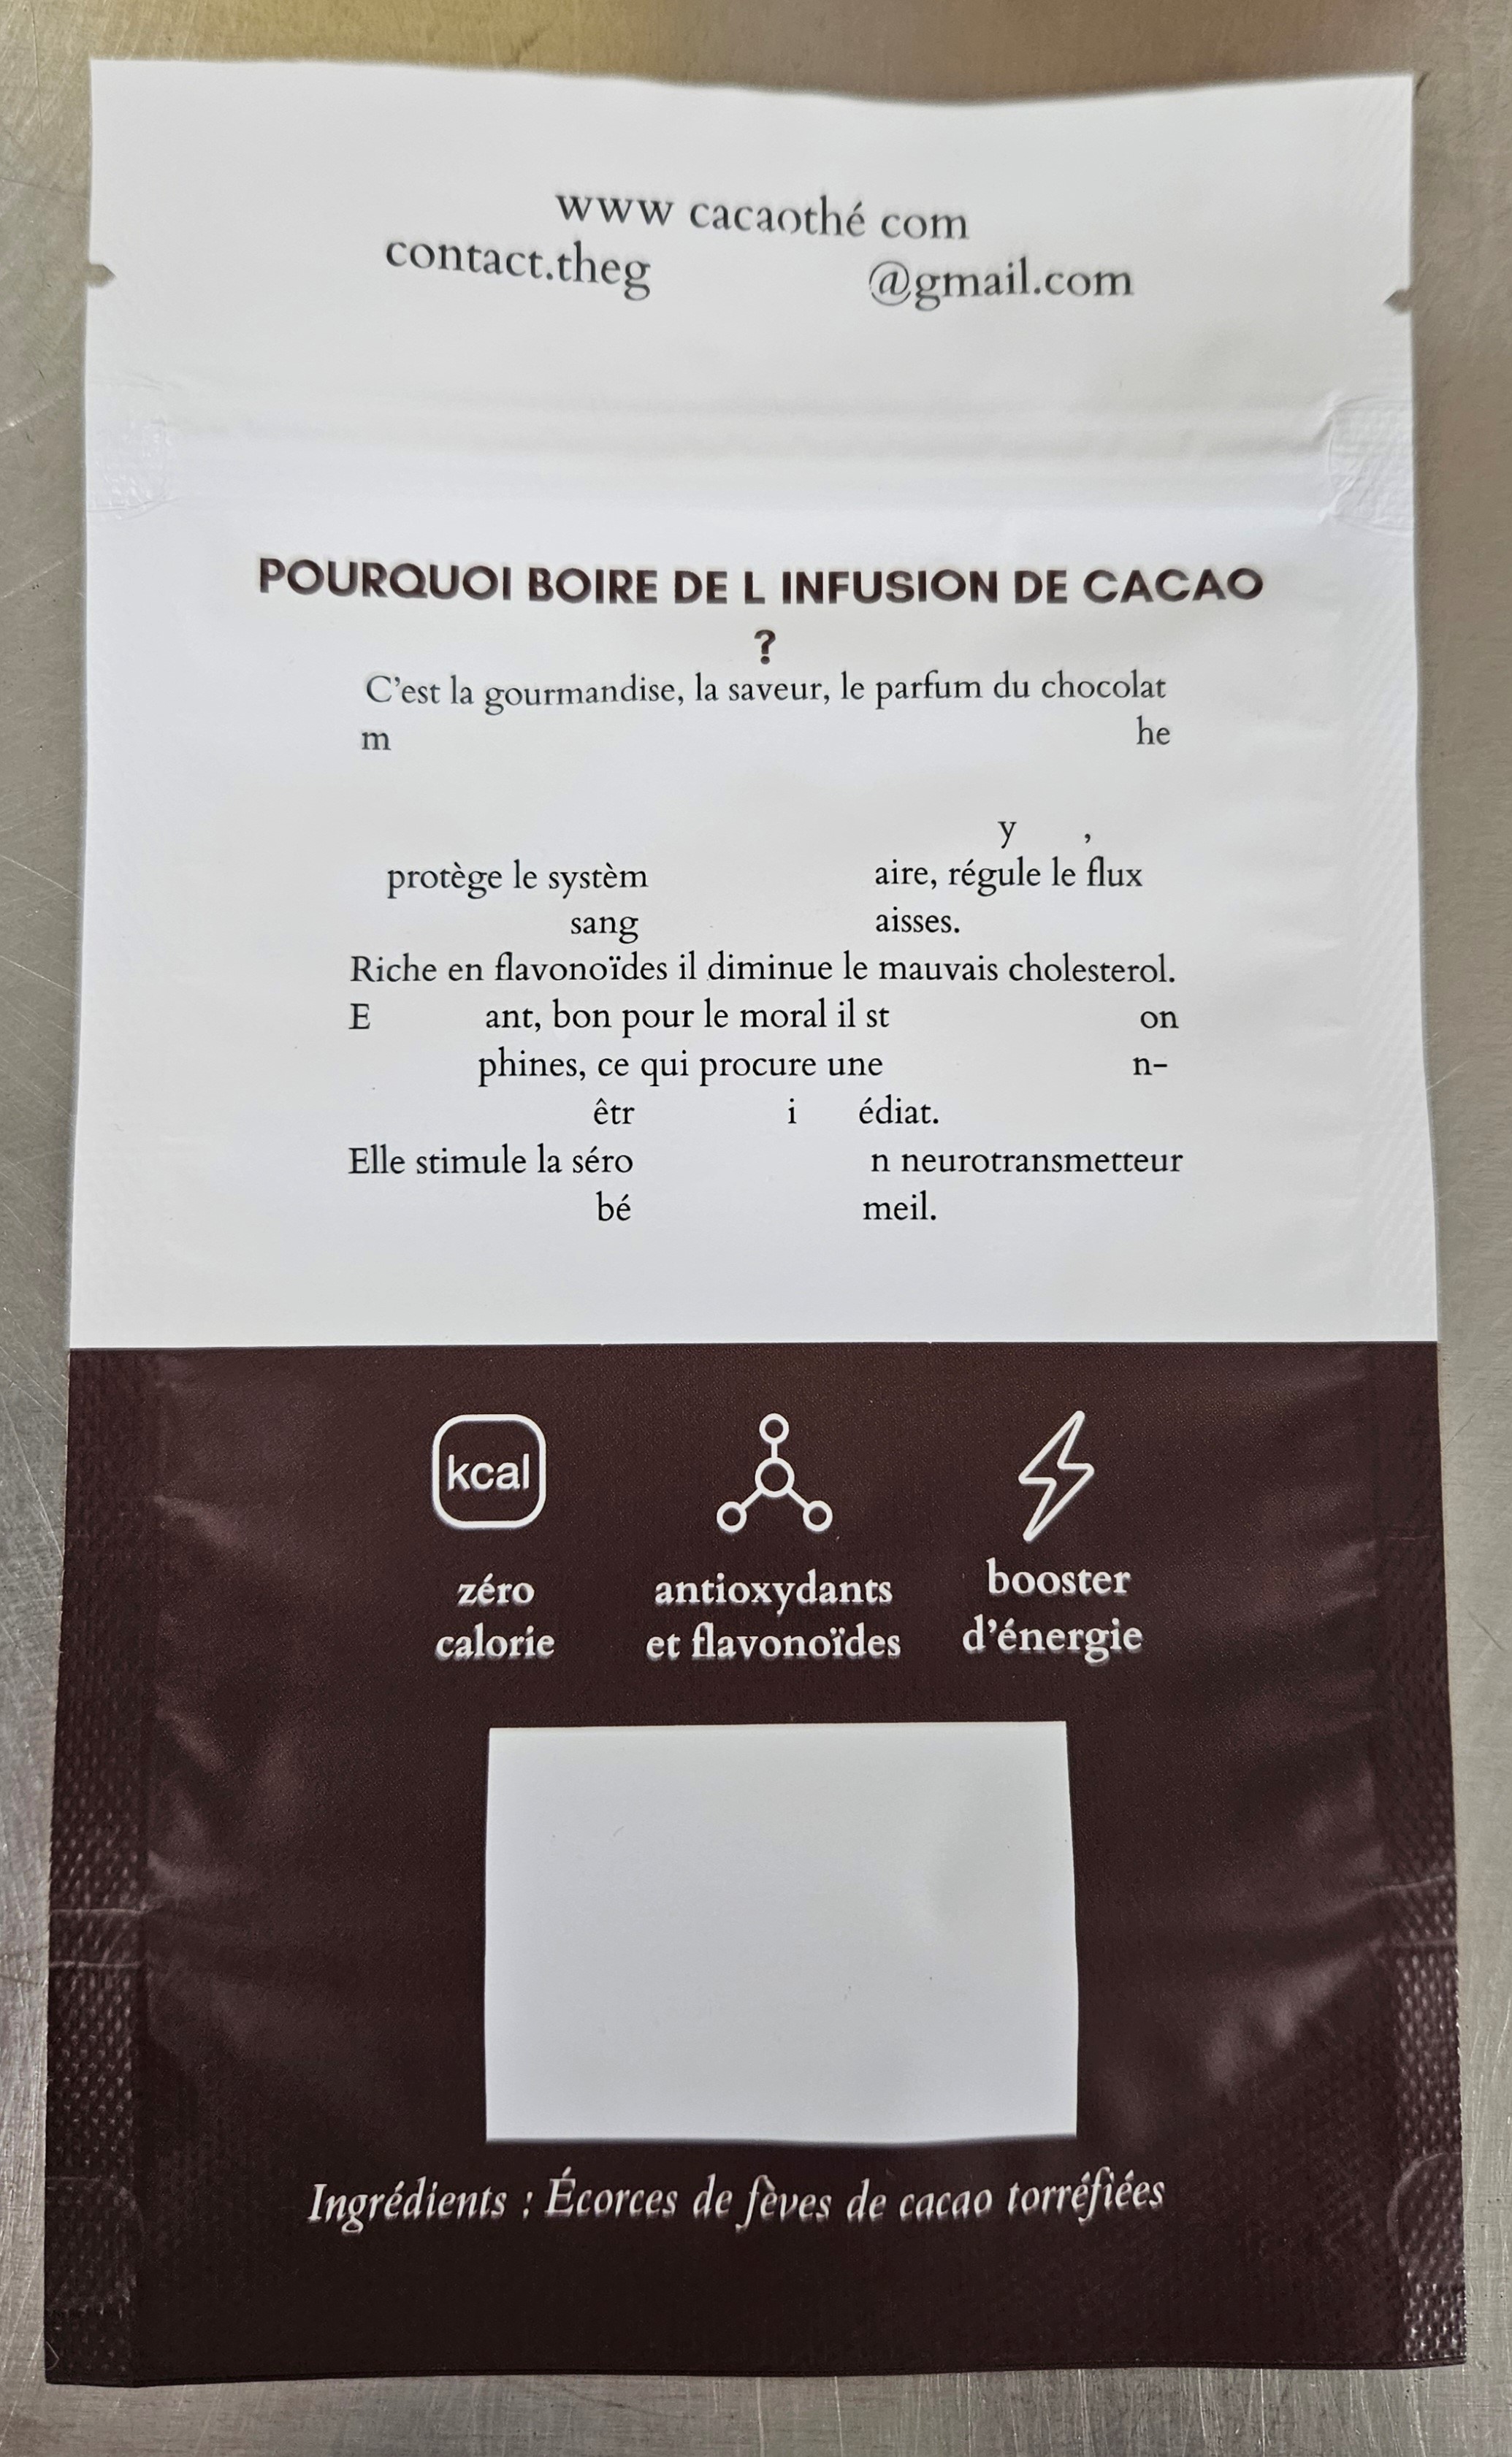 www cacaothé com
contact.theg @gmail.com
POURQUOI BOIRE DE L INFUSION DE CACAO
?
C'est la gourmandise, la saveur, le parfum du chocolat
m he
y ,
protège le systèm aire, régule le flux
sang aisses.
Riche en flavonoïdes il diminue le mauvais cholesterol.
E ant, bon pour le moral il st on
phines, ce qui procure une n-
êtr i édiat.
Elle stimule la séro n neurotransmetteur
bé meil.
kcal
zéro calorie
antioxydants et flavonoïdes
booster d'énergie
Ingrédients : Écorces de fèves de cacao torréfiées